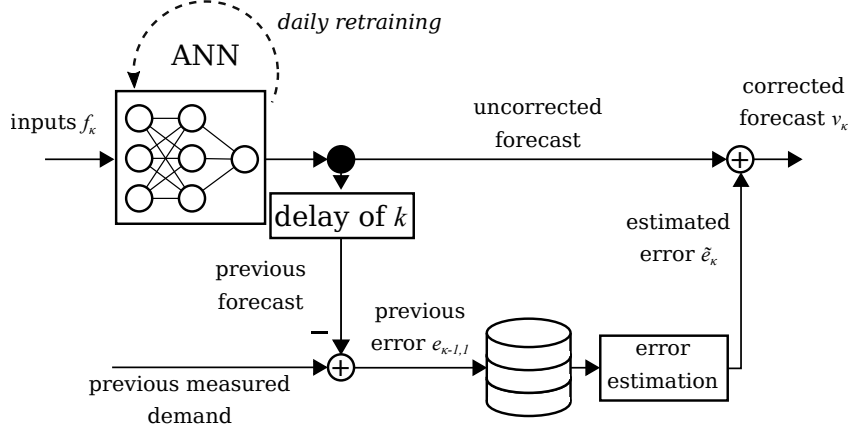 daily retraining
ANN
inputs f_κ
uncorrected
forecast
corrected
forecast v_κ
+
delay of k
estimated
error ẽ_κ
previous
forecast
−
previous
error e_κ-1,1
+
error
estimation
previous measured
demand